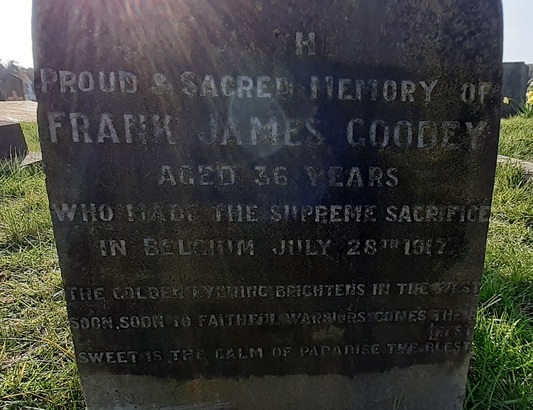 THE
PROUD & SACRED MEMORY OF
FRANK JAMES GOODEY
AGED 36 YEARS
WHO MADE THE SUPREME SACRIFICE
IN BELGIUM JULY 28TH 1917
THE GOLDEN EVENING BRIGHTENS IN THE WEST
SOON, SOON TO FAITHFUL WARRIORS COMES THEIR
REST
SWEET IS THE CALM OF PARADISE THE BLEST